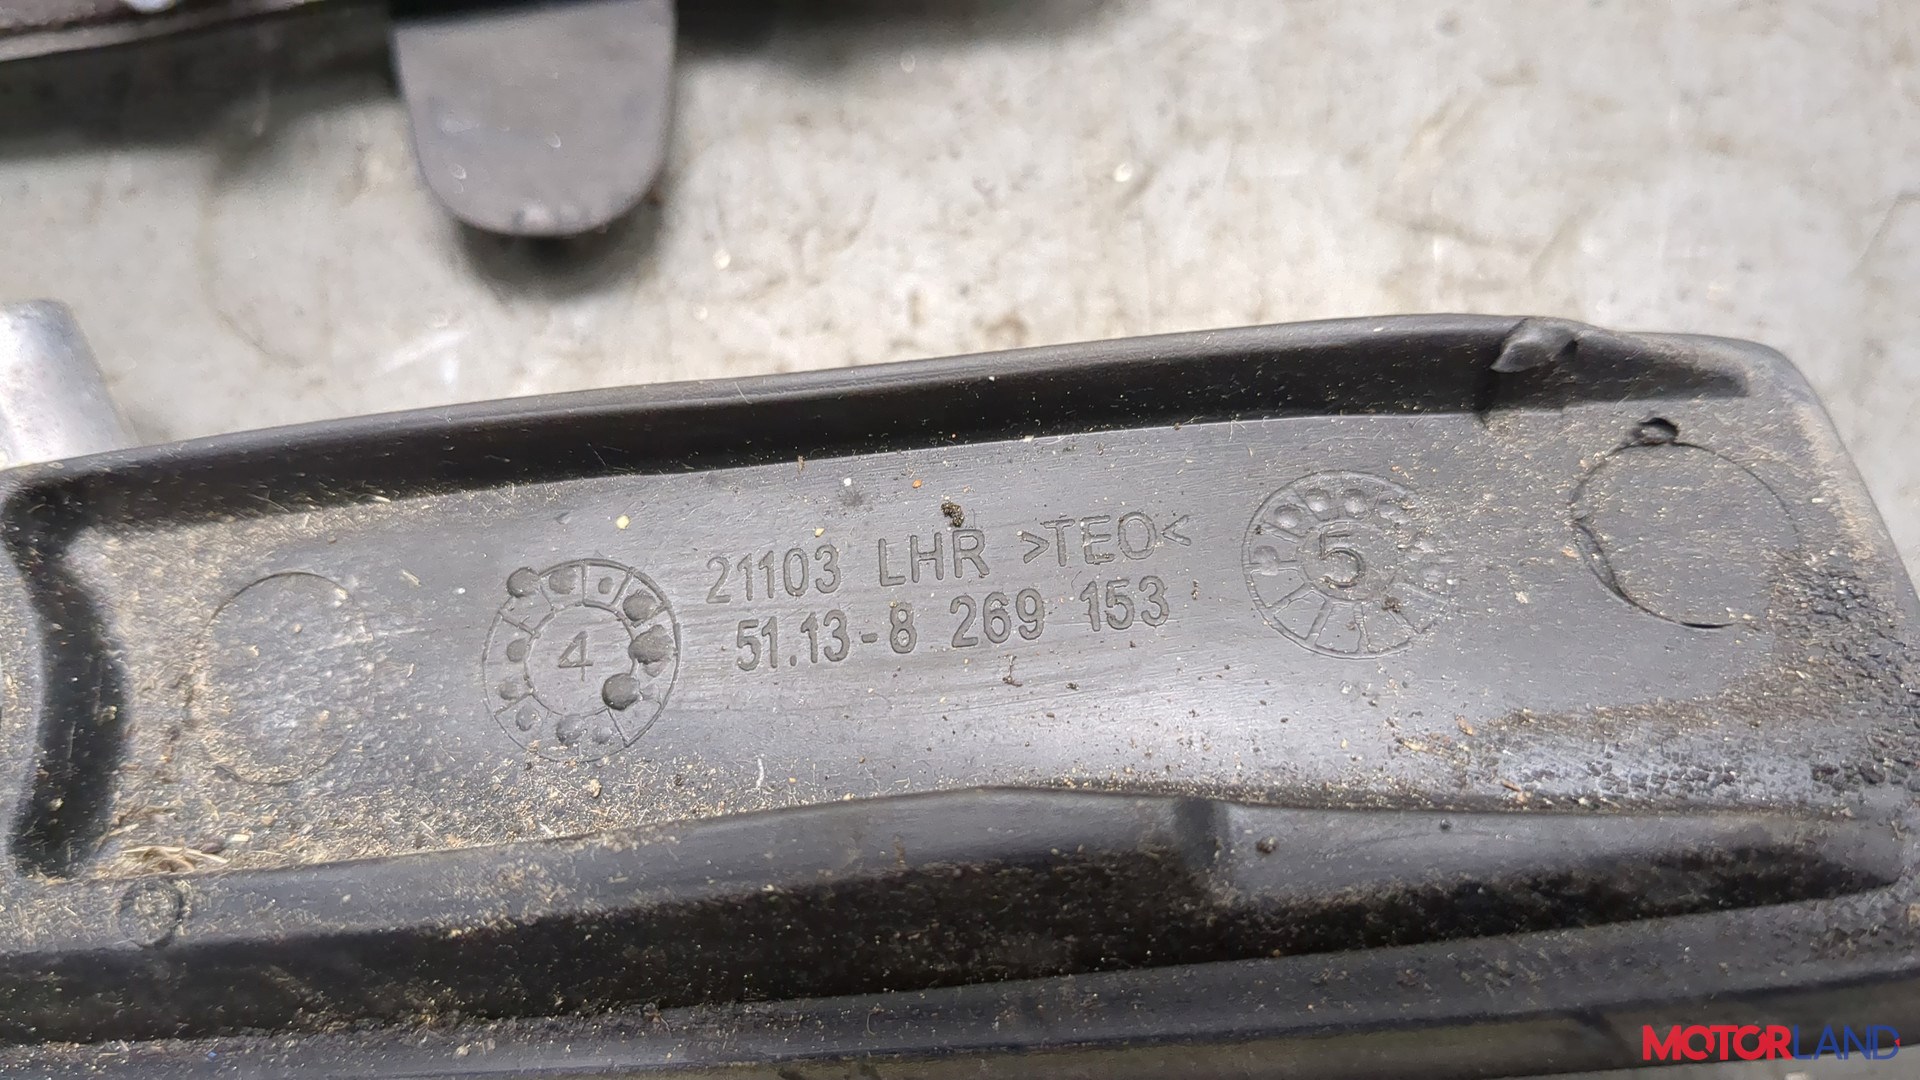 21103 LHR >TEO<
51.13-8 269 153
4
5
MOTORLAND